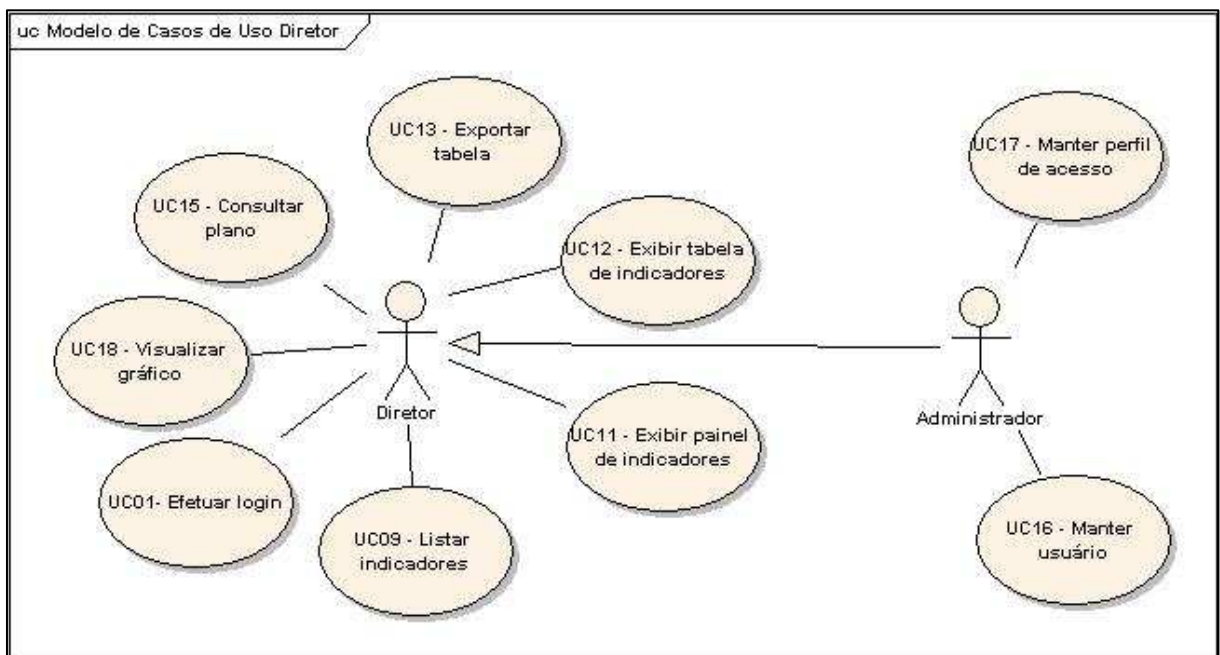 uc Modelo de Casos de Uso Diretor
UC13 - Exportar
tabela
UC17 - Manter perfil
de acesso
UC15 - Consultar
plano
UC12 - Exibir tabela
de indicadores
UC18 - Visualizar
gráfico
Diretor
Administrador
UC11 - Exibir painel
de indicadores
UC01- Efetuar login
UC09 - Listar
indicadores
UC16 - Manter
usuário